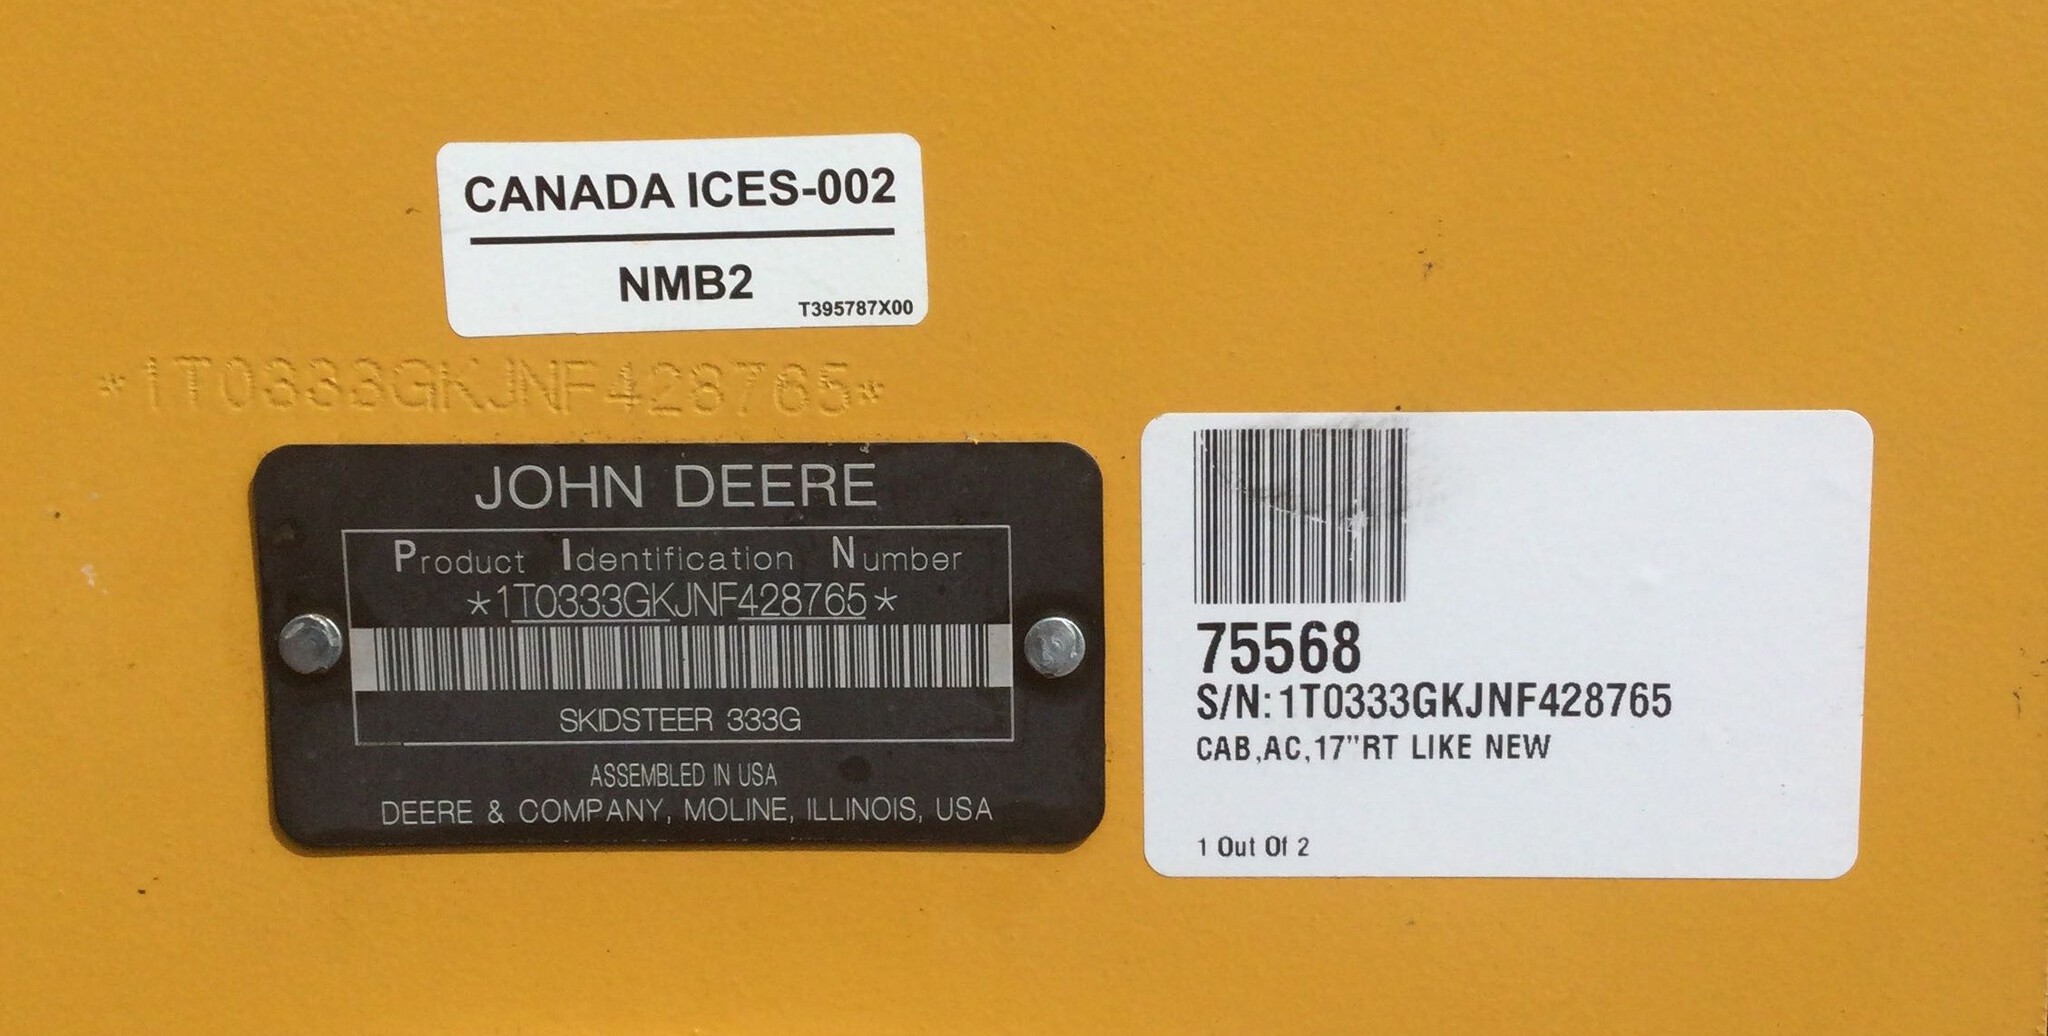 CANADA ICES-002
NMB2
T395787X00
*1T0333GKJNF428765*
JOHN DEERE
Product Identification Number
*1T0333GKJNF428765*
SKIDSTEER 333G
ASSEMBLED IN USA
DEERE & COMPANY, MOLINE, ILLINOIS, USA
75568
S/N:1T0333GKJNF428765
CAB,AC,17"RT LIKE NEW
1 Out Of 2